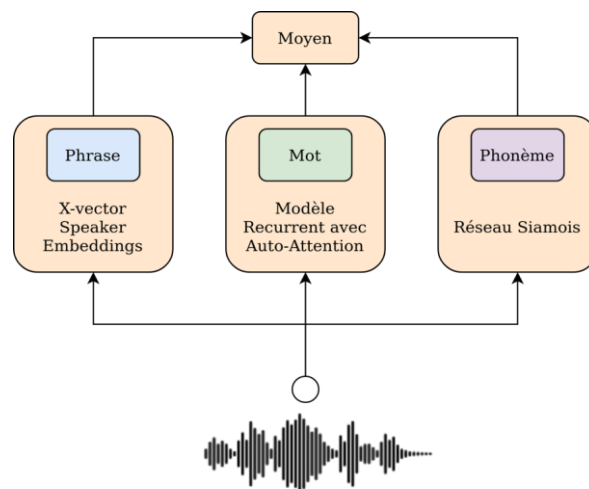 Moyen
Phrase
X-vector
Speaker
Embeddings
Mot
Modèle
Recurrent avec
Auto-Attention
Phonème
Réseau Siamois